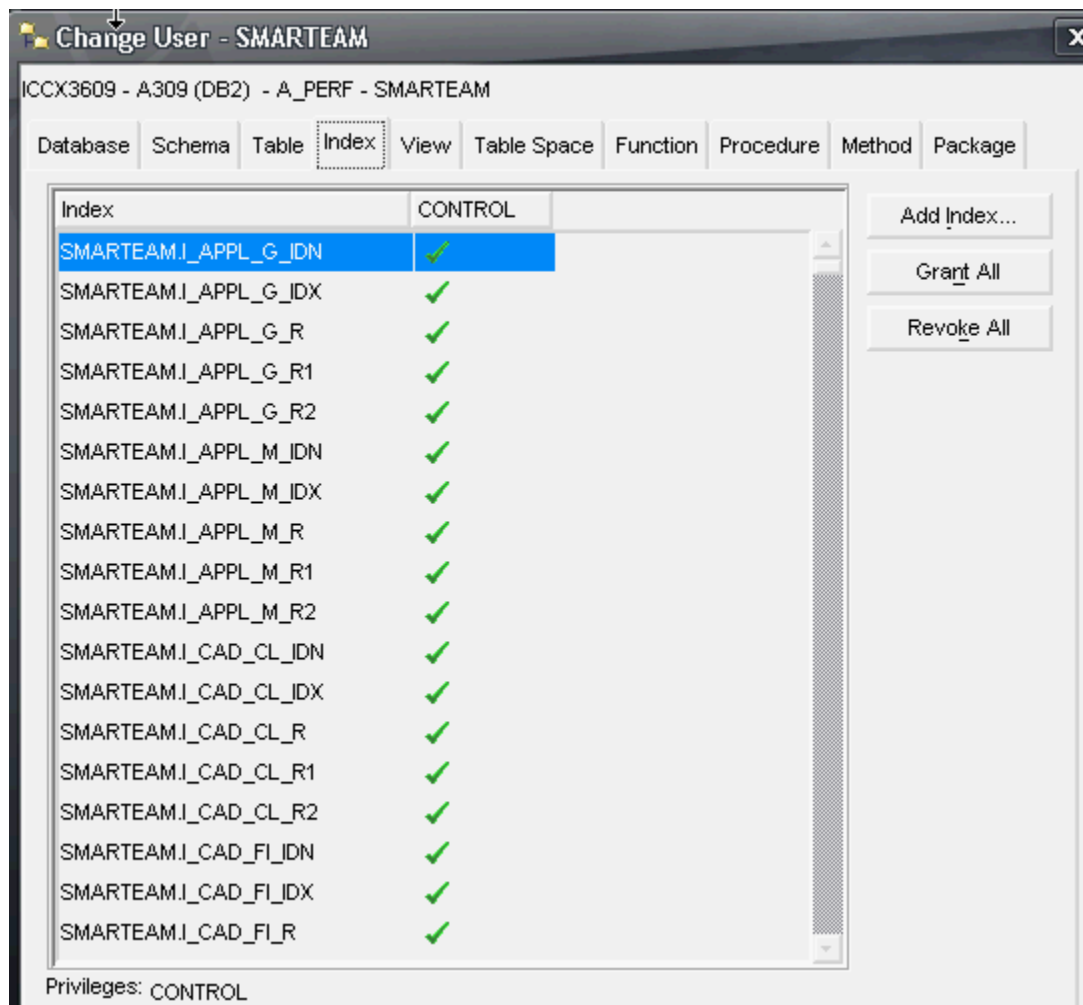 Change User - SMARTEAM
ICCX3609 - A309 (DB2) - A_PERF - SMARTEAM
Database Schema Table Index View Table Space Function Procedure Method Package
Index CONTROL
Add Index...
Grant All
Revoke All
SMARTEAM.I_APPL_G_IDN
SMARTEAM.I_APPL_G_IDX
SMARTEAM.I_APPL_G_R
SMARTEAM.I_APPL_G_R1
SMARTEAM.I_APPL_G_R2
SMARTEAM.I_APPL_M_IDN
SMARTEAM.I_APPL_M_IDX
SMARTEAM.I_APPL_M_R
SMARTEAM.I_APPL_M_R1
SMARTEAM.I_APPL_M_R2
SMARTEAM.I_CAD_CL_IDN
SMARTEAM.I_CAD_CL_IDX
SMARTEAM.I_CAD_CL_R
SMARTEAM.I_CAD_CL_R1
SMARTEAM.I_CAD_CL_R2
SMARTEAM.I_CAD_FI_IDN
SMARTEAM.I_CAD_FI_IDX
SMARTEAM.I_CAD_FI_R
Privileges: CONTROL